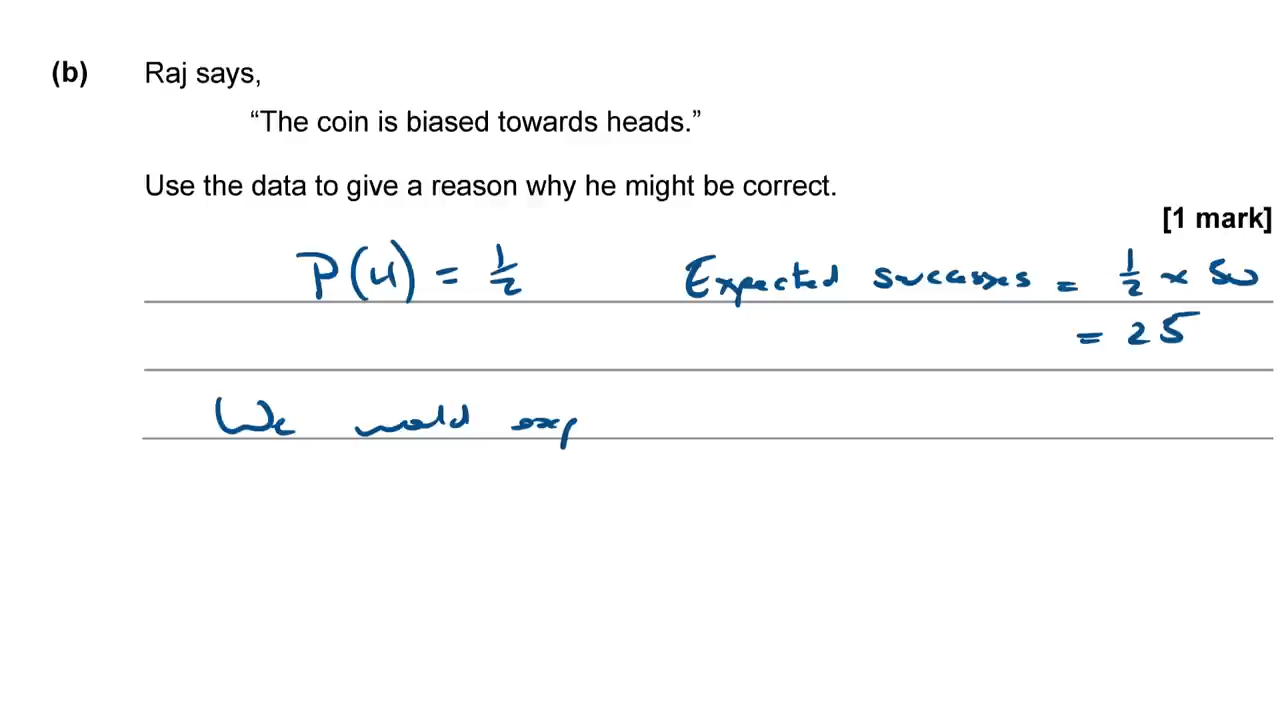 (b) Raj says,
“The coin is biased towards heads.”
Use the data to give a reason why he might be correct.
[1 mark]
P(H) = 1/2 Expected successes = 1/2 × 50
= 25
We would exp